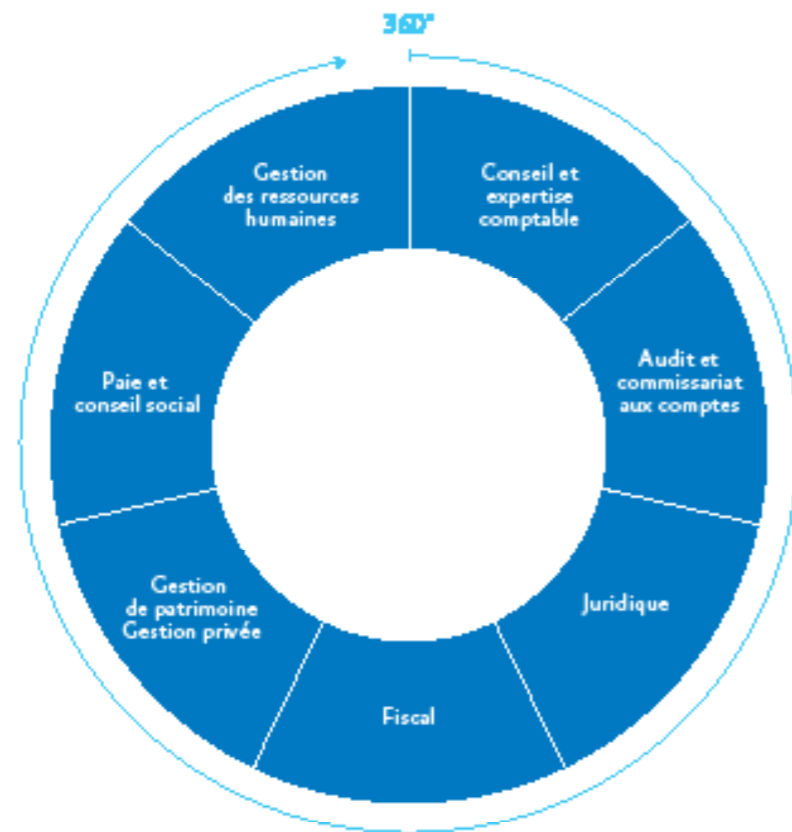 360°
Conseil et
expertise
comptable
Audit et
commissariat
aux comptes
Juridique
Fiscal
Gestion
de patrimoine
Gestion privée
Paie et
conseil social
Gestion
des ressources
humaines